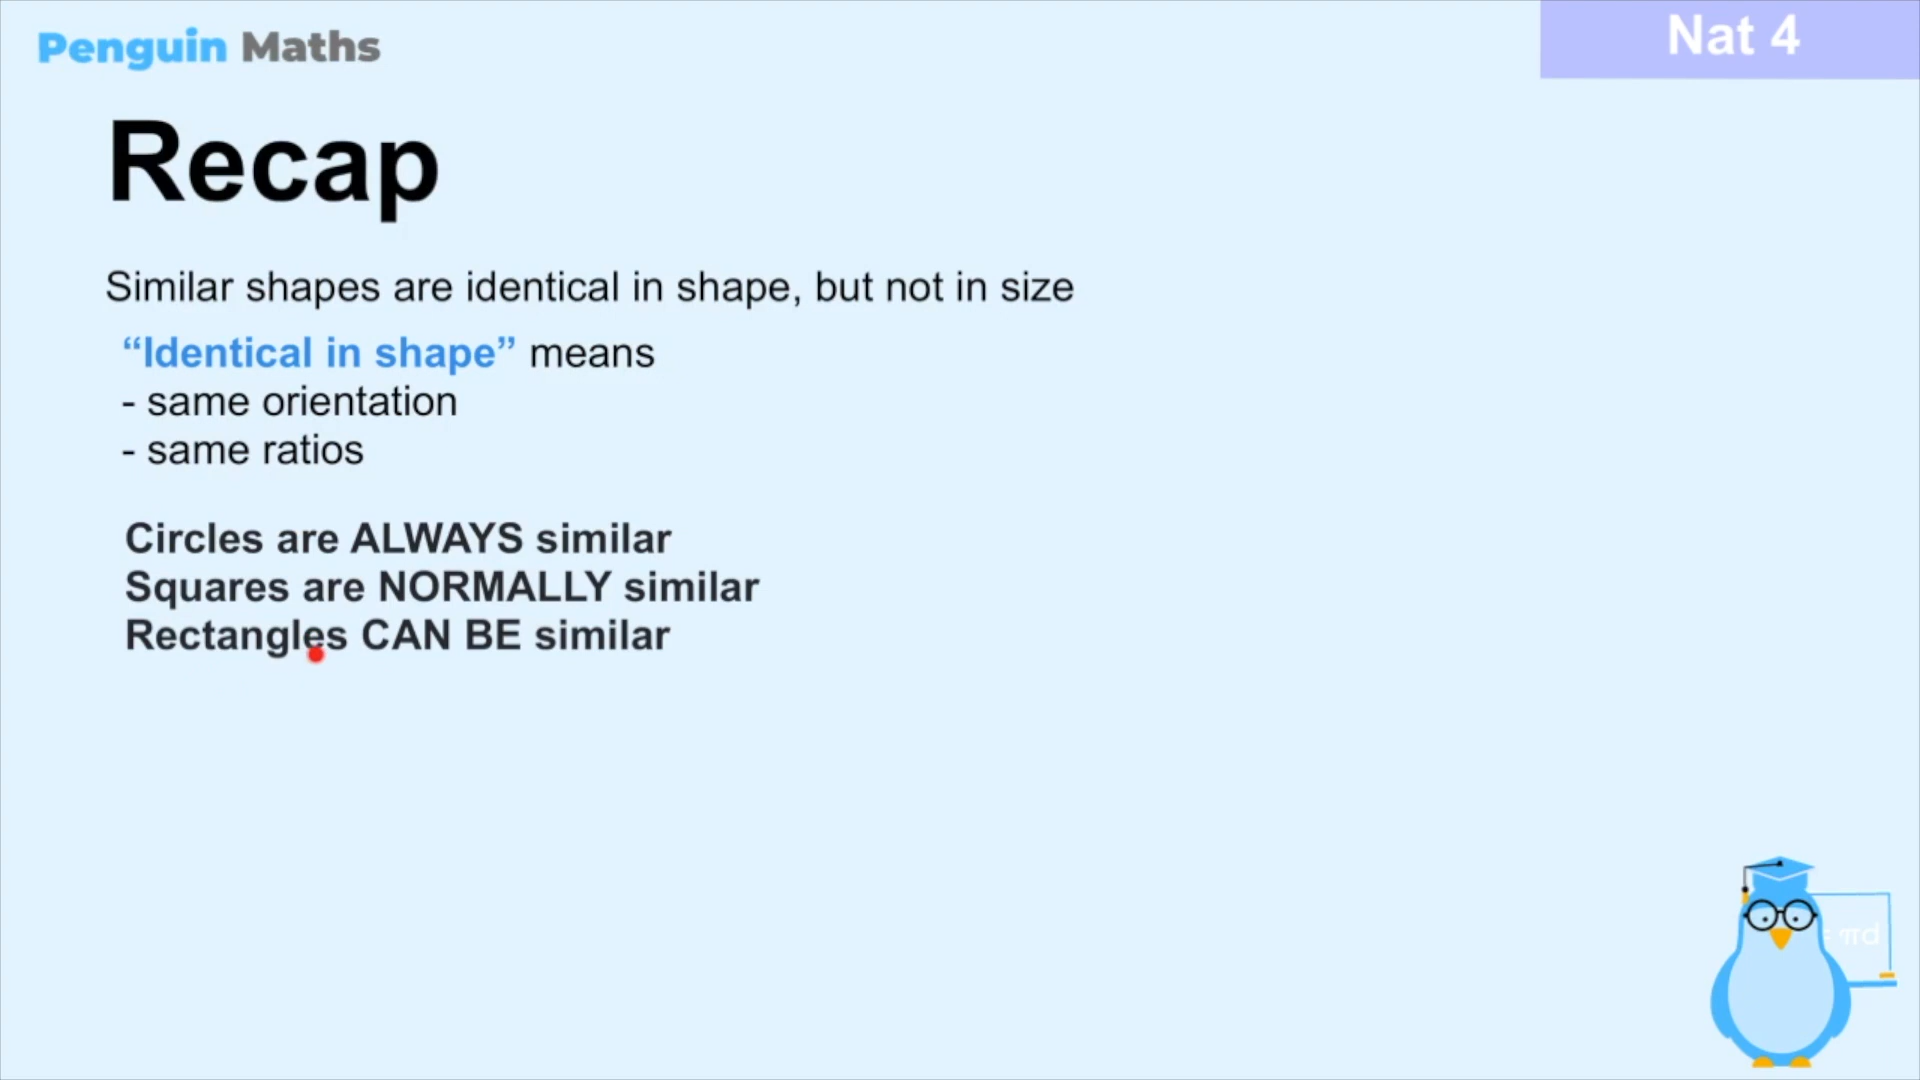 Penguin Maths
Nat 4
Recap
Similar shapes are identical in shape, but not in size
“Identical in shape” means
- same orientation
- same ratios
Circles are ALWAYS similar
Squares are NORMALLY similar
Rectangles CAN BE similar
= πd